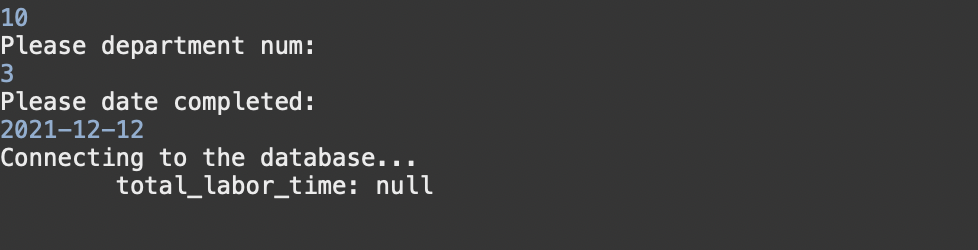 10
Please department num:
3
Please date completed:
2021-12-12
Connecting to the database...
total_labor_time: null